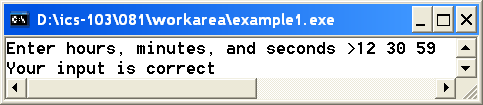 D:\ics-103\081\workarea\example1.exe
Enter hours, minutes, and seconds >12 30 59
Your input is correct